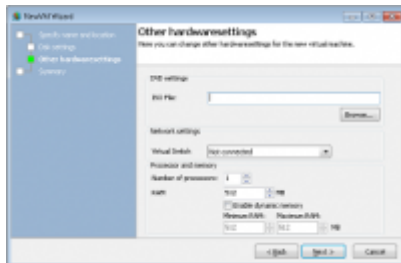 NewVM Wizard
Other hardwaresettings
Here you can change other hardwaresettings for the new virtual machine.
Specify name and location
Disk settings
Other hardwaresettings
Summary
DVD settings
ISO File:
Browse...
Network settings
Virtual Switch:
Not connected
Processor and memory
Number of processors:
1
RAM:
512
MB
Enable dynamic memory
Minimum RAM:
Maximum RAM:
512
512
MB
< Back
Next >
Cancel